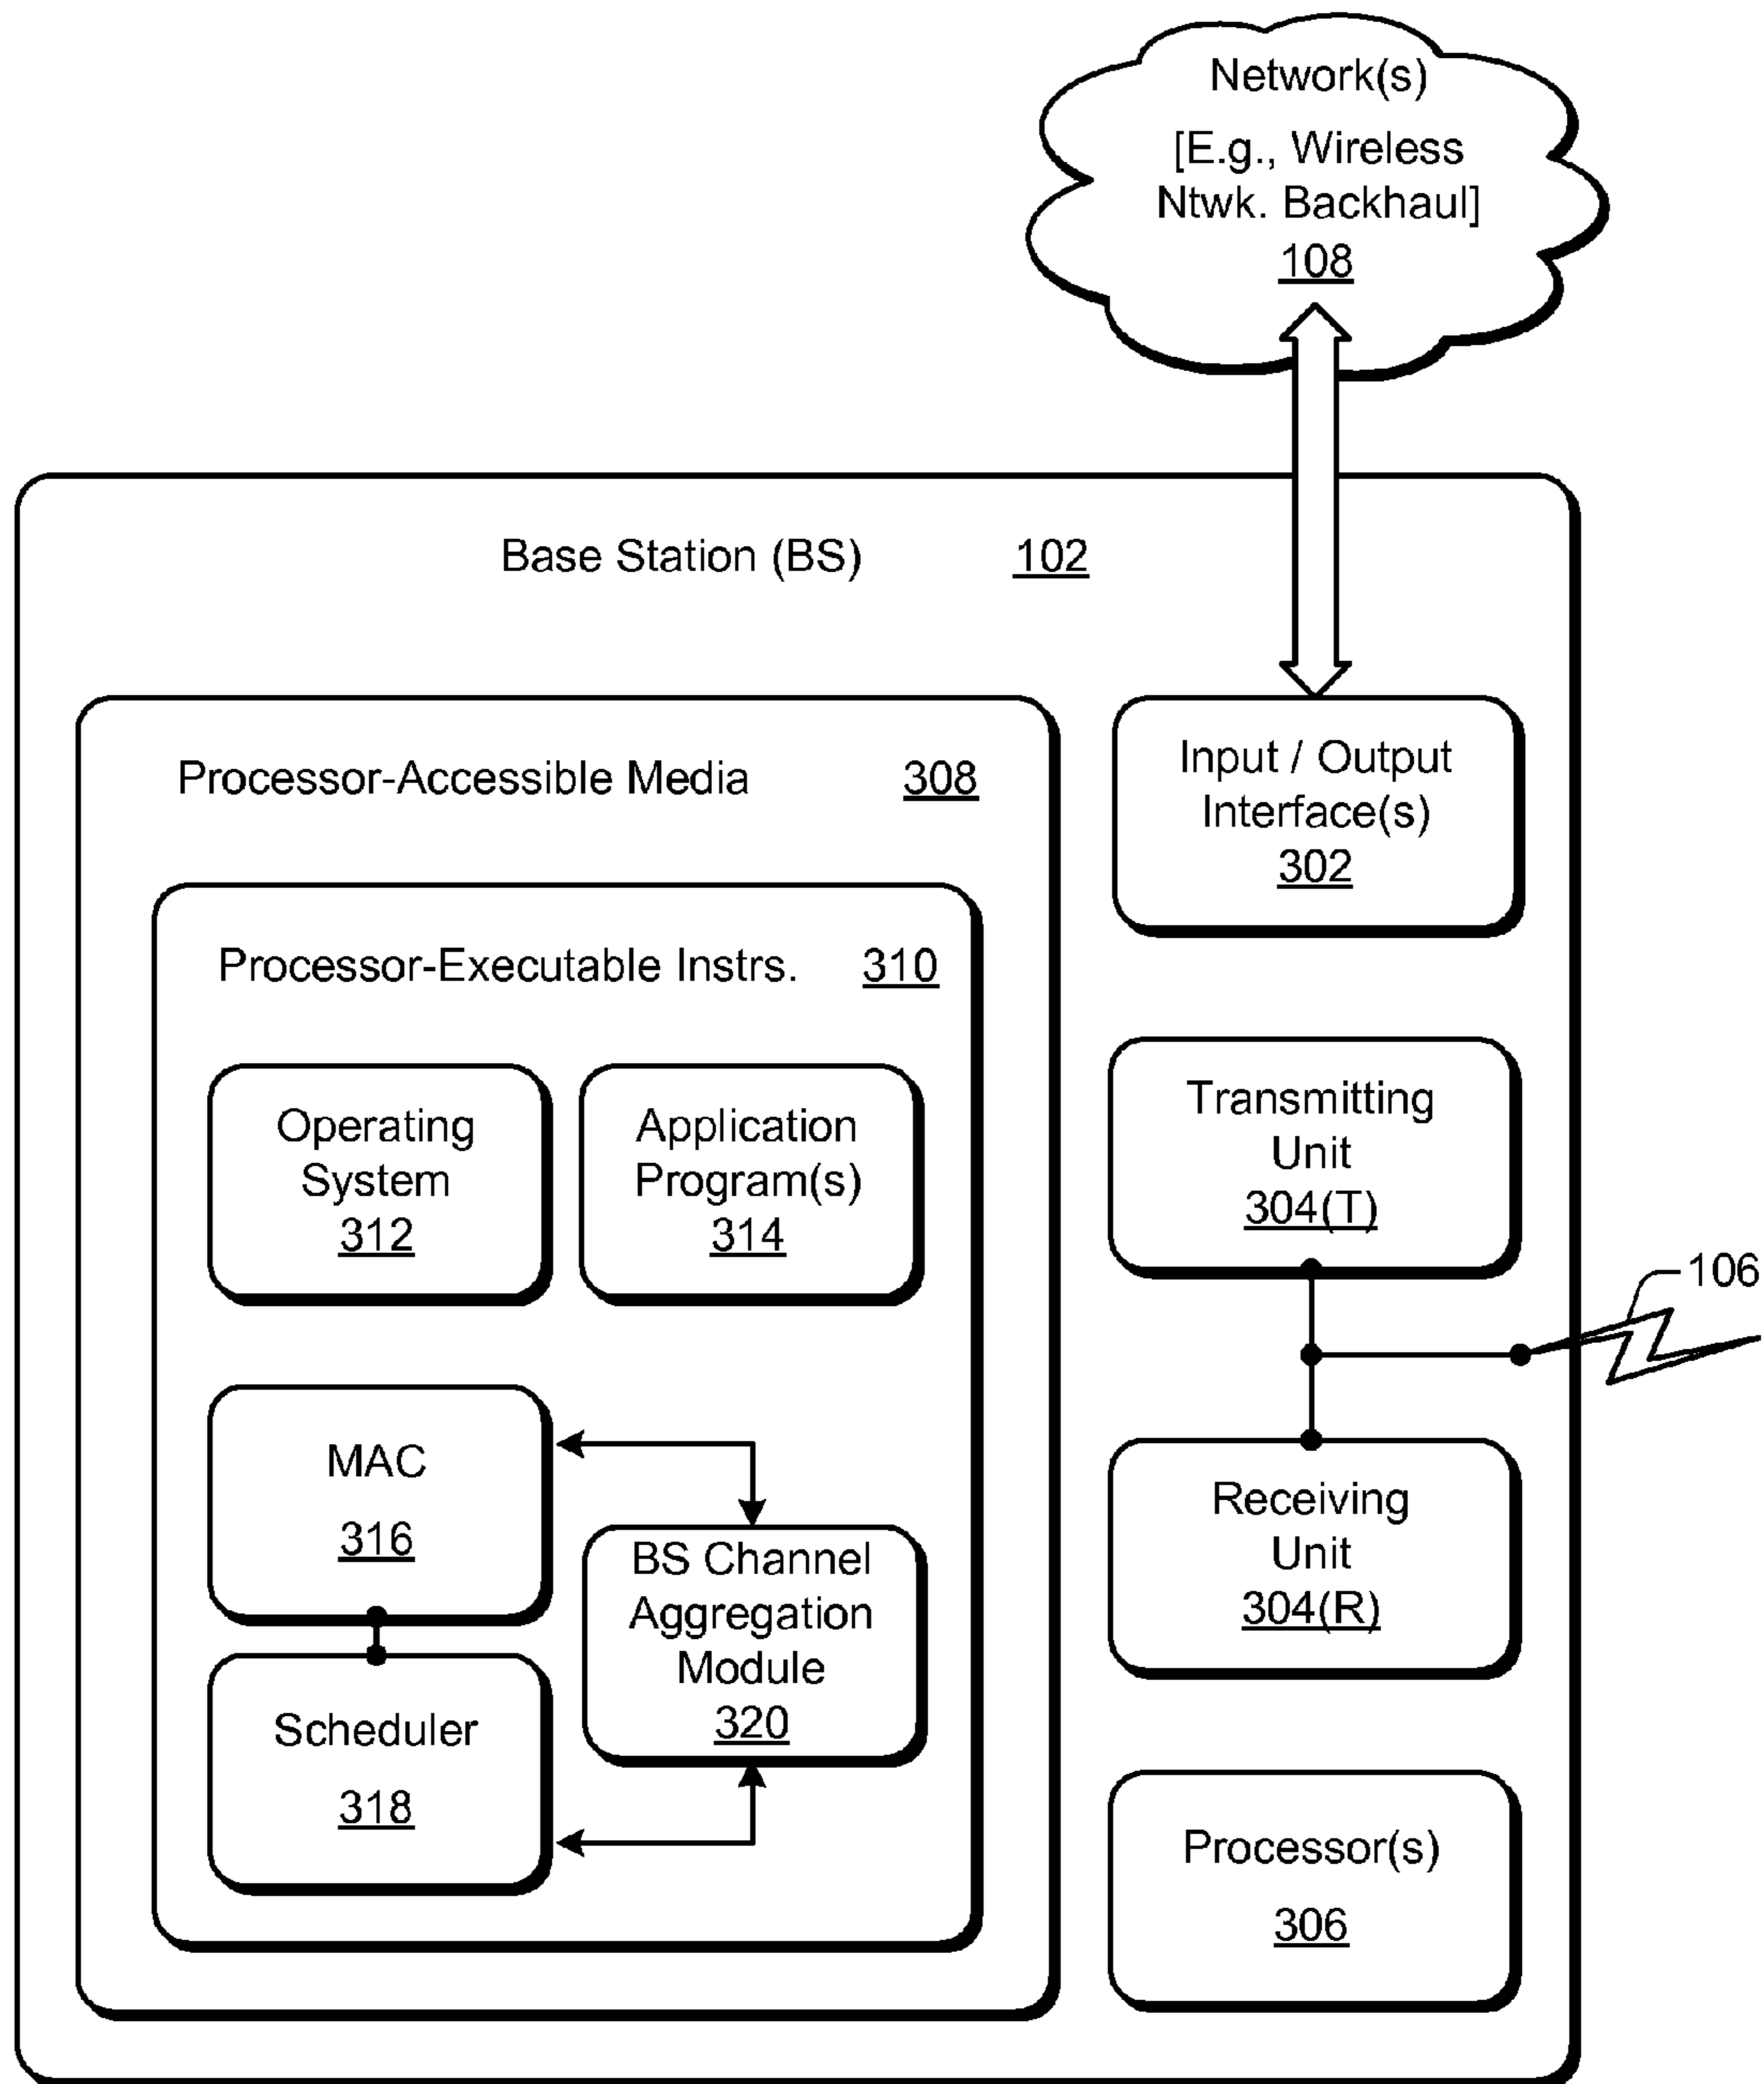 Network(s)
[E.g., Wireless
Ntwk. Backhaul]
108
Base Station (BS) 102
Processor-Accessible Media 308
Processor-Executable Instrs. 310
Operating
System
312
Application
Program(s)
314
MAC
316
Scheduler
318
BS Channel
Aggregation
Module
320
Input / Output
Interface(s)
302
Transmitting
Unit
304(T)
106
Receiving
Unit
304(R)
Processor(s)
306